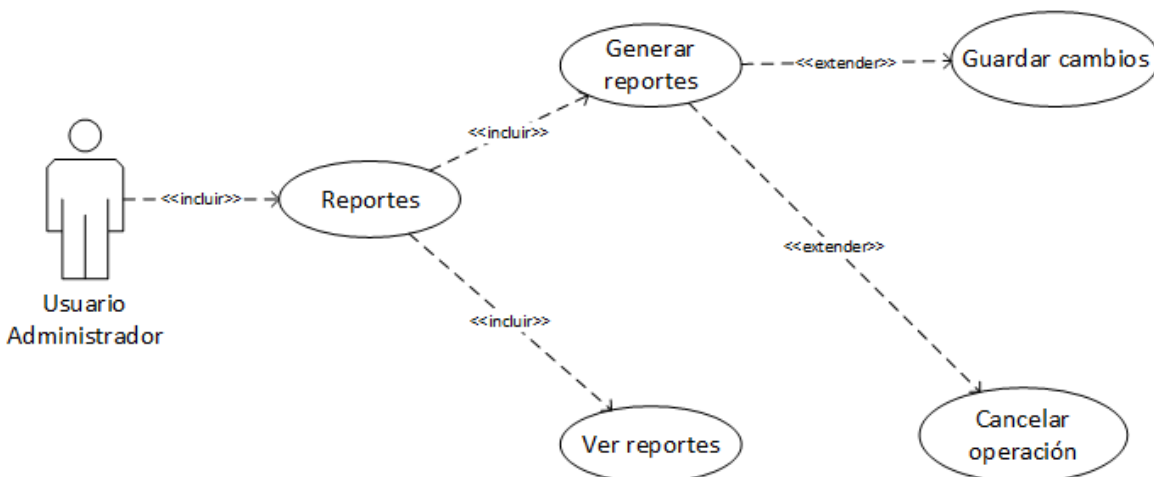 Generar
reportes
<<extender>>
Guardar cambios
<<incluir>>
<<incluir>>
Reportes
<<extender>>
Usuario
Administrador
<<incluir>>
Ver reportes
Cancelar
operación